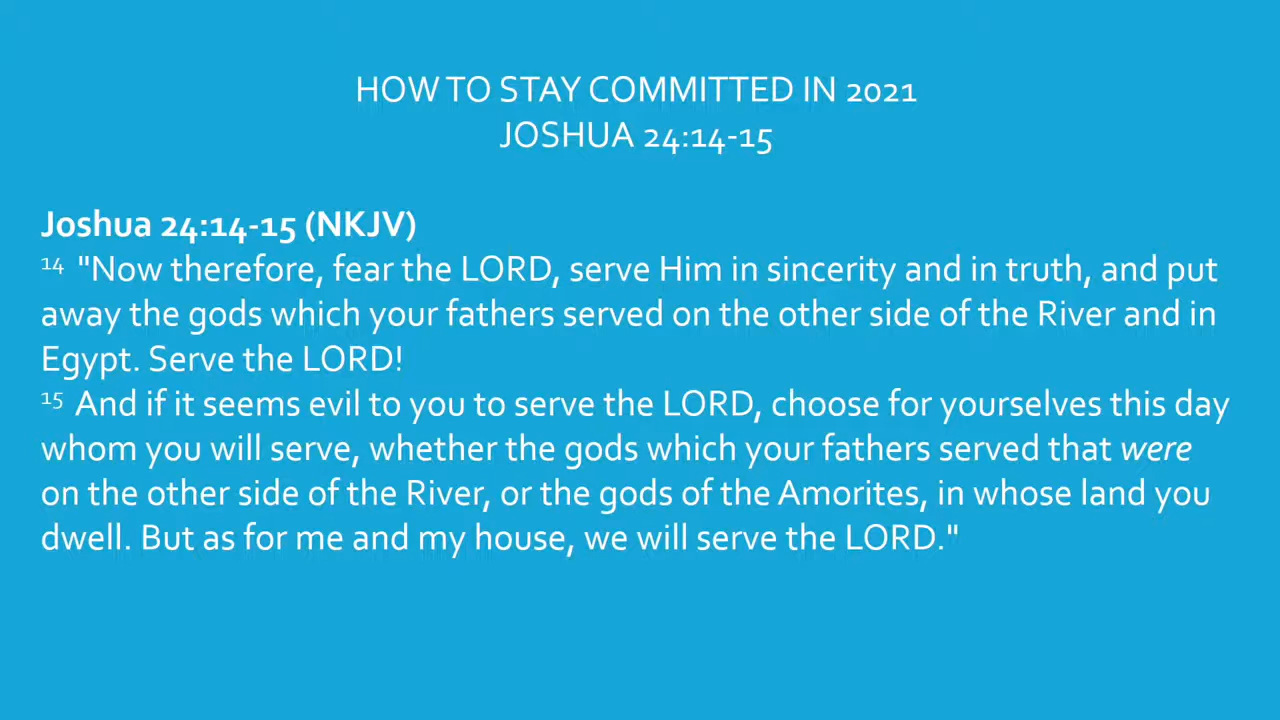 HOW TO STAY COMMITTED IN 2021
JOSHUA 24:14-15
Joshua 24:14-15 (NKJV)
14 "Now therefore, fear the LORD, serve Him in sincerity and in truth, and put
away the gods which your fathers served on the other side of the River and in
Egypt. Serve the LORD!
15 And if it seems evil to you to serve the LORD, choose for yourselves this day
whom you will serve, whether the gods which your fathers served that were
on the other side of the River, or the gods of the Amorites, in whose land you
dwell. But as for me and my house, we will serve the LORD."